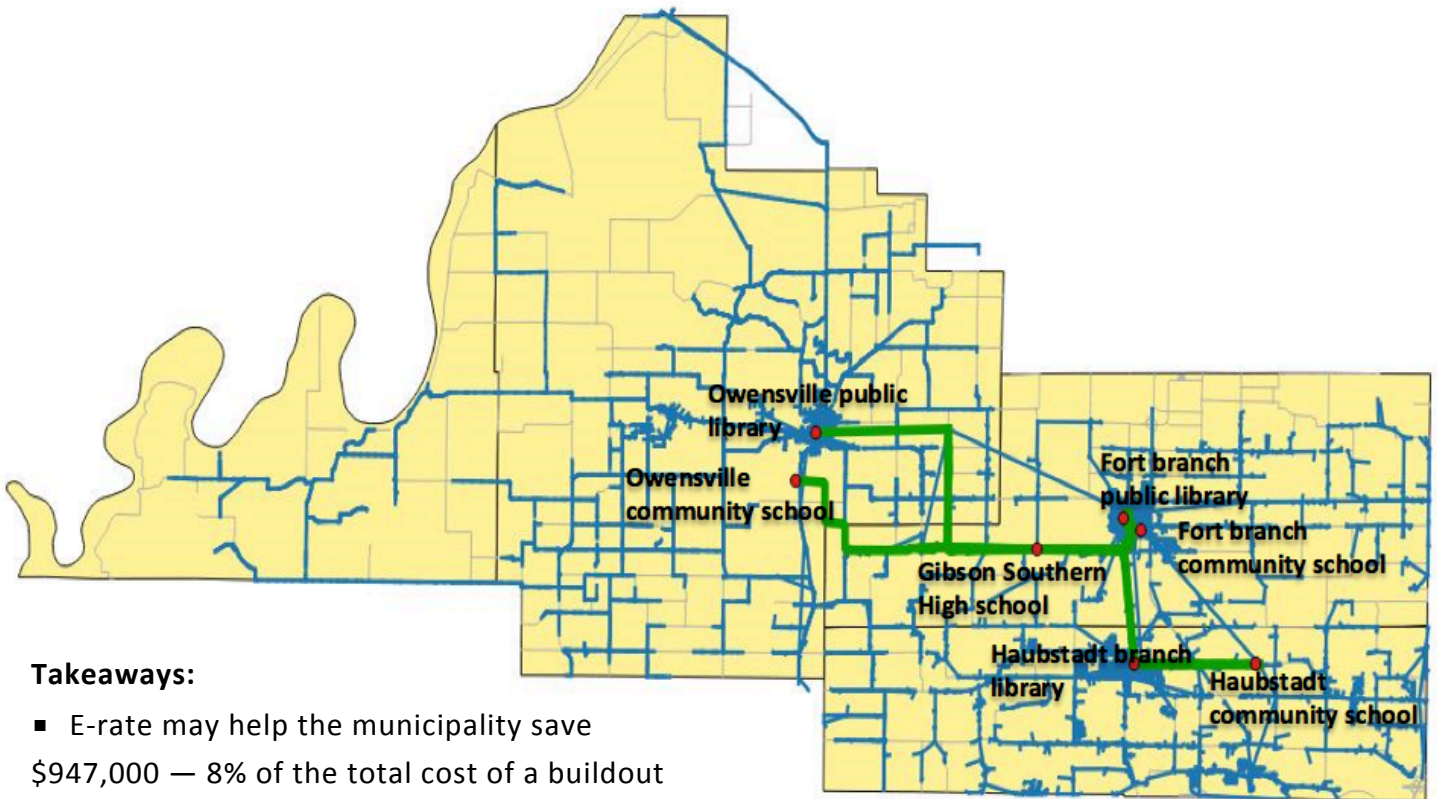 Owensville public
library
Owensville
community school
Fort branch
public library
Fort branch
community school
Gibson Southern
High school
Haubstadt branch
library
Haubstadt
community school
Takeaways:
▪ E-rate may help the municipality save
$947,000 — 8% of the total cost of a buildout